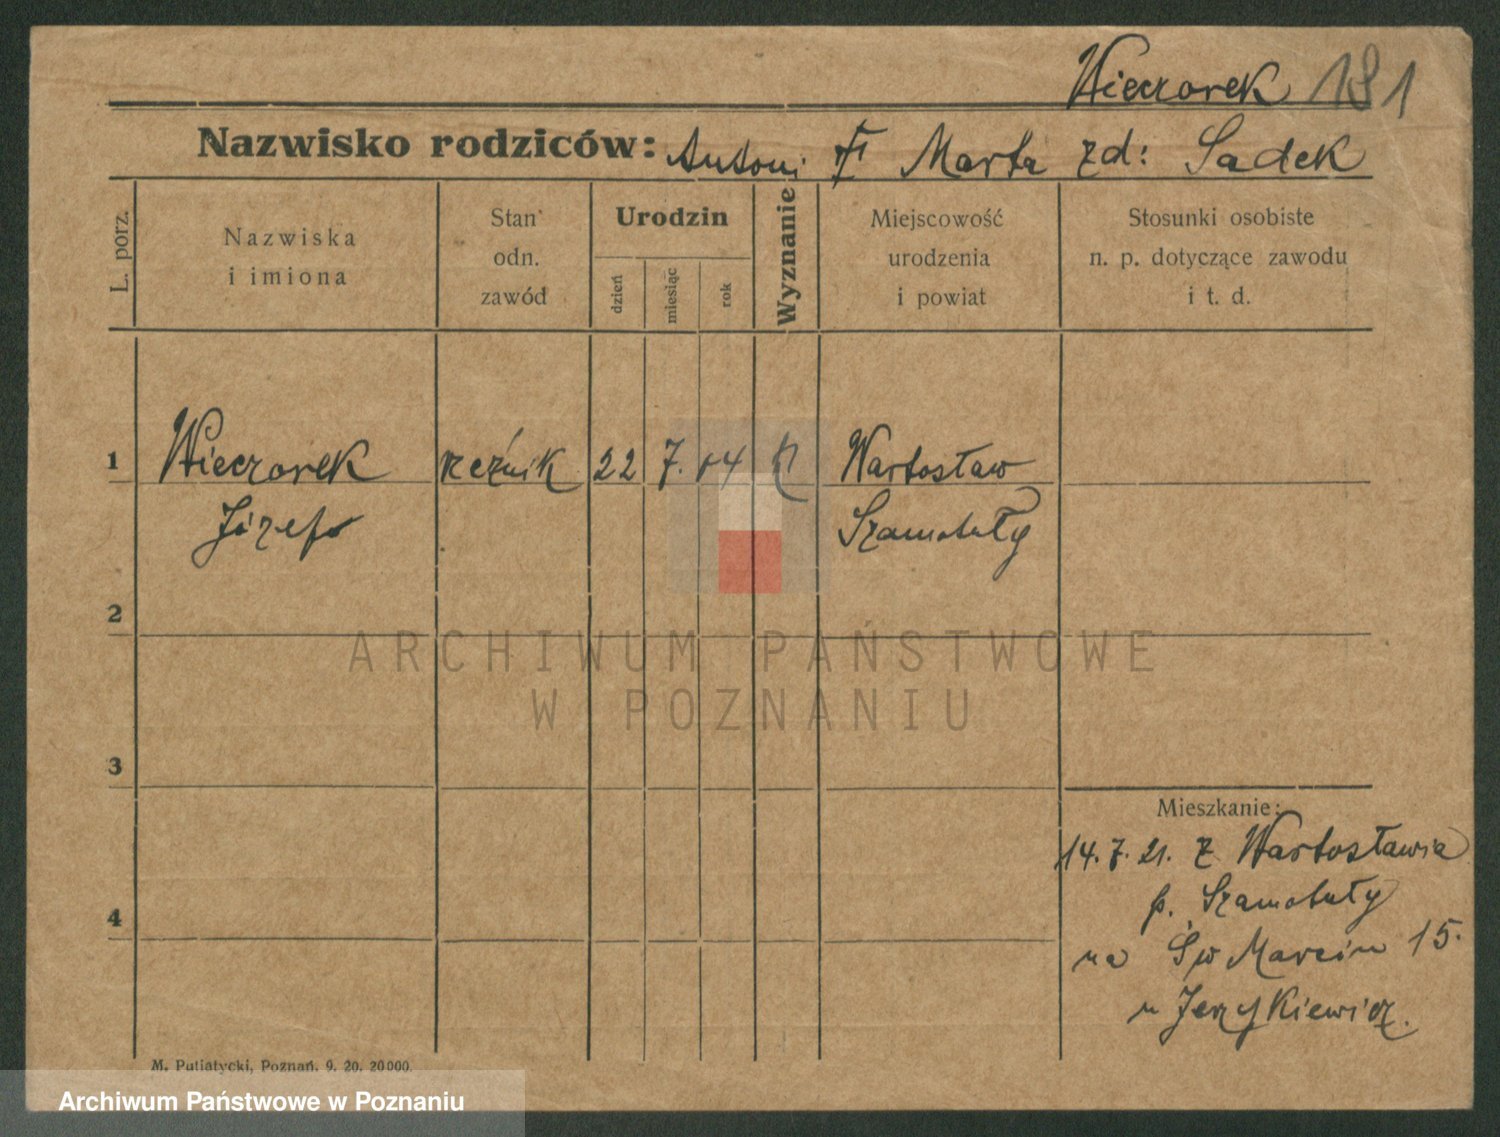 Wieczorek 191
Nazwisko rodziców: Antoni Marta zd: Sadek
L. porz.
Nazwiska
i imiona
Stan
odn.
zawód
Urodzin
dzień
miesiąc
rok
Wyznanie
Miejscowość
urodzenia
i powiat
Stosunki osobiste
n. p. dotyczące zawodu
i t. d.
1 Wieczorek rzeźnik 22 7. 04 k Wartosław
Józef Szamotuły
2
ARCHIWUM PAŃSTWOWE
W POZNANIU
3
Mieszkanie:
14.7.21. z Wartosławia
p. Szamotuły
4
na Św Marcin 15.
u Jerzykiewicz.
M. Putiatycki, Poznań. 9. 20. 20000.
Archiwum Państwowe w Poznaniu